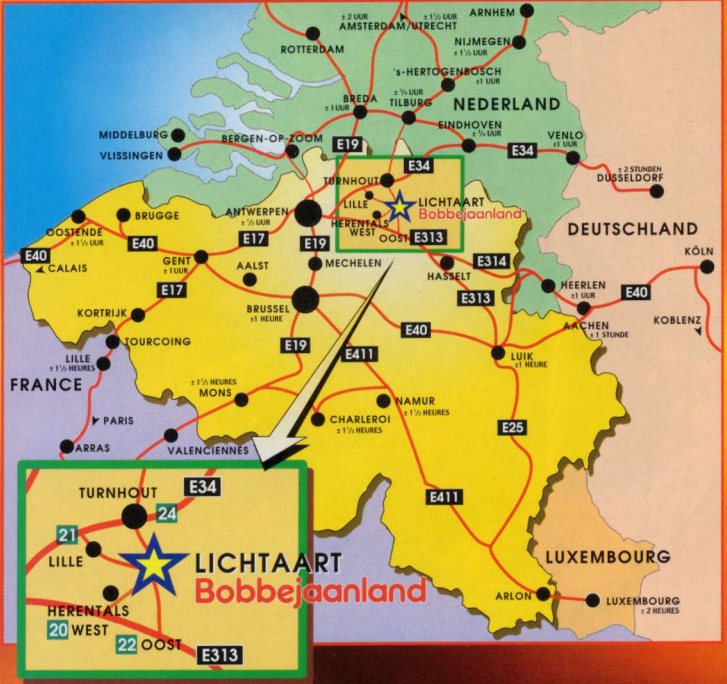 ± 2 UUR
± 1½ UUR
AMSTERDAM/UTRECHT
ARNHEM
ROTTERDAM
NIJMEGEN
± 1½ UUR
's-HERTOGENBOSCH
±1 UUR
BREDA
± 1 UUR
± ¾ UUR
TILBURG
NEDERLAND
EINDHOVEN
± ¾ UUR
MIDDELBURG
VLISSINGEN
BERGEN-OP-ZOOM
E19
E34
VENLO
±1 UUR
E34
± 2 STUNDEN
DUSSELDORF
TURNHOUT
LILLE
LICHTAART
Bobbejaanland
HERENTALS
WEST
OOST
E313
ANTWERPEN
± ½ UUR
BRUGGE
OOSTENDE
± 1½ UUR
E40
E17
E19
DEUTSCHLAND
E40
CALAIS
GENT
± 1 UUR
AALST
MECHELEN
HASSELT
E314
KÖLN
E17
BRUSSEL
±1 HEURE
E313
HEERLEN
±1 UUR
E40
KORTRIJK
TOURCOING
E40
AACHEN
± 1 STUNDE
KOBLENZ
LILLE
± 1½ HEURES
E19
E411
LUIK
±1 HEURE
FRANCE
± 1½ HEURES
MONS
NAMUR
± 1½ HEURES
CHARLEROI
± 1½ HEURES
PARIS
ARRAS
VALENCIENNES
E25
E411
LUXEMBOURG
ARLON
LUXEMBOURG
± 2 HEURES
TURNHOUT
E34
24
21
LILLE
LICHTAART
Bobbejaanland
HERENTALS
20 WEST
22 OOST
E313